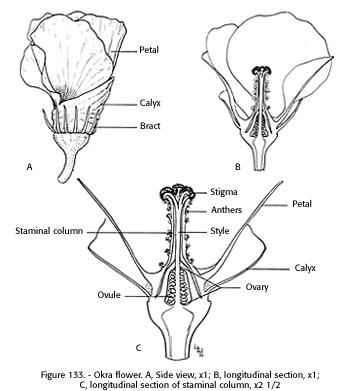 Petal
Calyx
Bract
A
B
Stigma
Anthers
Petal
Staminal column
Style
Calyx
Ovule
Ovary
C
Figure 133. - Okra flower. A, Side view, x1; B, longitudinal section, x1;
C, longitudinal section of staminal column, x2 1/2